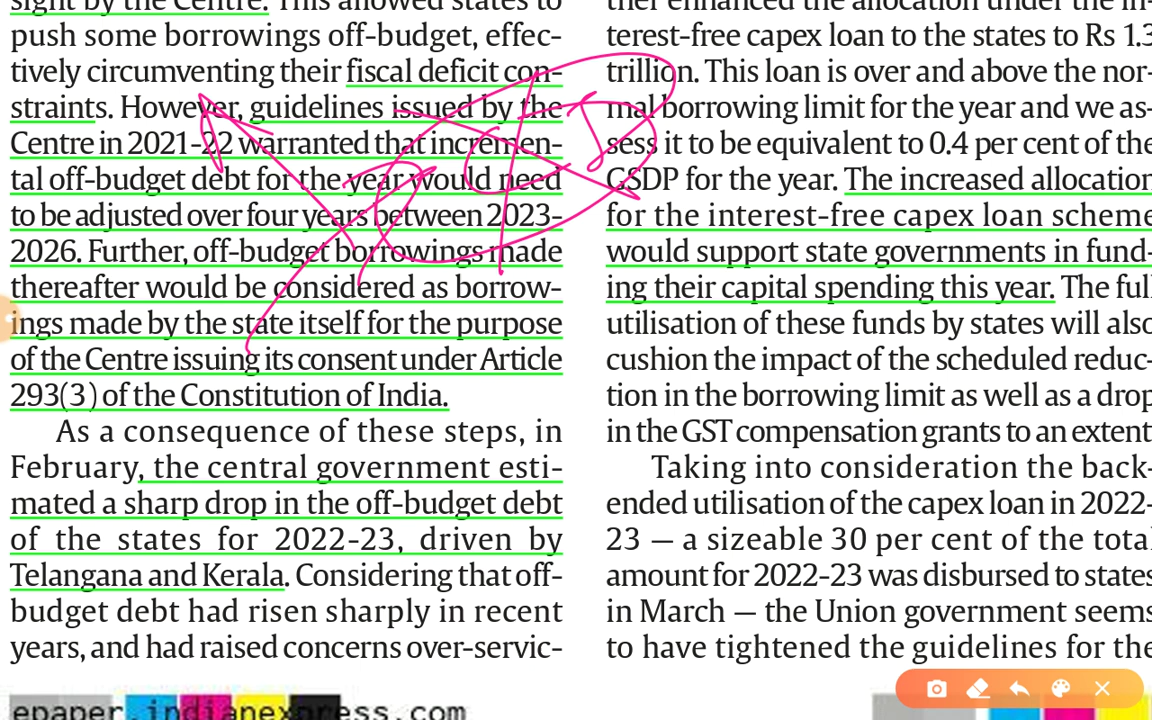 sight by the Centre. This allowed states to
push some borrowings off-budget, effec-
tively circumventing their fiscal deficit con-
straints. However, guidelines issued by the
Centre in 2021-22 warranted that incremen-
tal off-budget debt for the year would need
to be adjusted over four years between 2023-
2026. Further, off-budget borrowings made
thereafter would be considered as borrow-
ings made by the state itself for the purpose
of the Centre issuing its consent under Article
293(3) of the Constitution of India.
As a consequence of these steps, in
February, the central government esti-
mated a sharp drop in the off-budget debt
of the states for 2022-23, driven by
Telangana and Kerala. Considering that off-
budget debt had risen sharply in recent
years, and had raised concerns over-servic-
ther enhanced the allocation under the in-
terest-free capex loan to the states to Rs 1.3
trillion. This loan is over and above the nor-
mal borrowing limit for the year and we as-
sess it to be equivalent to 0.4 per cent of the
GSDP for the year. The increased allocation
for the interest-free capex loan scheme
would support state governments in fund-
ing their capital spending this year. The full
utilisation of these funds by states will also
cushion the impact of the scheduled reduc-
tion in the borrowing limit as well as a drop
in the GST compensation grants to an extent.
Taking into consideration the back-
ended utilisation of the capex loan in 2022-
23 — a sizeable 30 per cent of the total
amount for 2022-23 was disbursed to states
in March — the Union government seems
to have tightened the guidelines for the
epaper.indianexpress.com